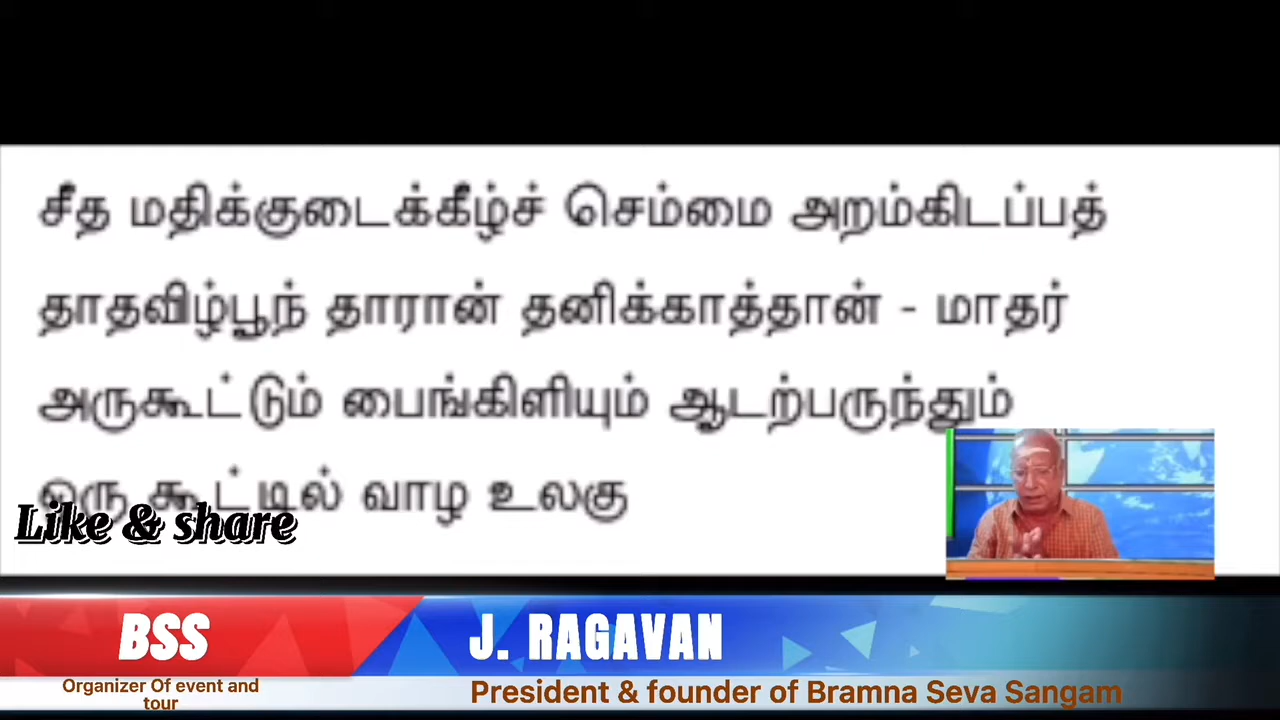 சீத மதிக்குடைக்கீழ்ச் செம்மை அறம்கிடப்பத்
தாதவிழ்பூந் தாரான் தனிக்காத்தான் - மாதர்
அருகூட்டும் பைங்கிளியும் ஆடற்பருந்தும்
ஒரு கூட்டில் வாழ உலகு
Like & share
BSS
J. RAGAVAN
Organizer Of event and
tour
President & founder of Bramna Seva Sangam